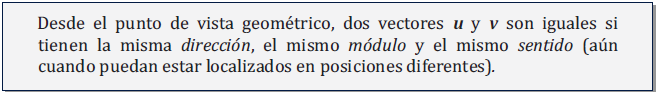 Desde el punto de vista geométrico, dos vectores u y v son iguales si
tienen la misma dirección, el mismo módulo y el mismo sentido (aún
cuando puedan estar localizados en posiciones diferentes).